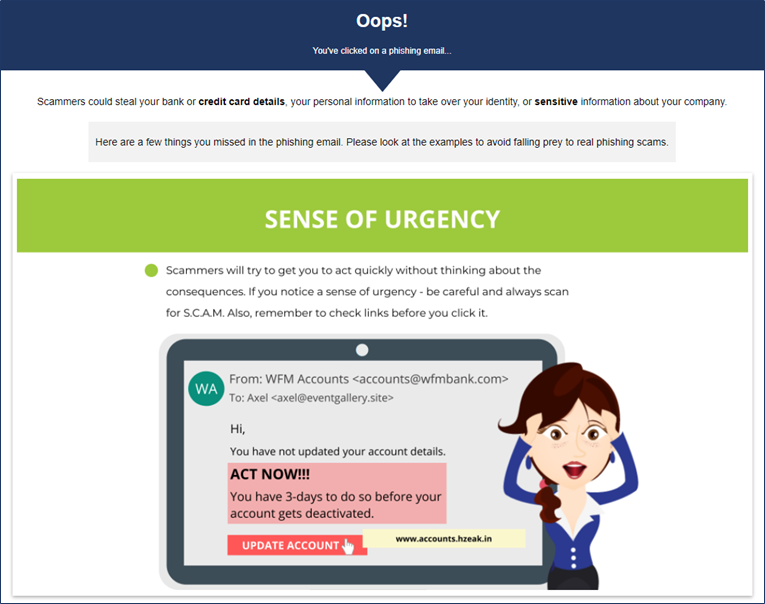 Oops!
You've clicked on a phishing email...
Scammers could steal your bank or credit card details, your personal information to take over your identity, or sensitive information about your company.
Here are a few things you missed in the phishing email. Please look at the examples to avoid falling prey to real phishing scams.
SENSE OF URGENCY
Scammers will try to get you to act quickly without thinking about the
consequences. If you notice a sense of urgency - be careful and always scan
for S.C.A.M. Also, remember to check links before you click it.
WA
From: WFM Accounts <accounts@wfmbank.com>
To: Axel <axel@eventgallery.site>
Hi,
You have not updated your account details.
ACT NOW!!!
You have 3-days to do so before your
account gets deactivated.
UPDATE ACCOUNT
www.accounts.hzeak.in